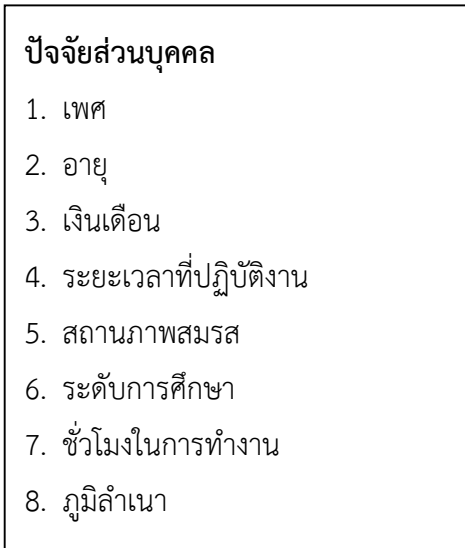 ปัจจัยส่วนบุคคล
1. เพศ
2. อายุ
3. เงินเดือน
4. ระยะเวลาที่ปฏิบัติงาน
5. สถานภาพสมรส
6. ระดับการศึกษา
7. ชั่วโมงในการทำงาน
8. ภูมิลำเนา